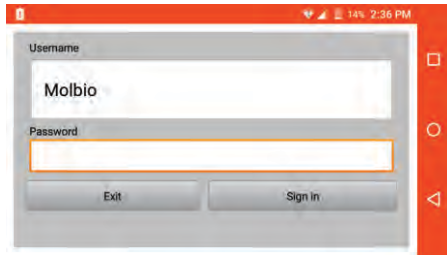 14% 2:36 PM
Username
Molbio
Password
Exit Sign in